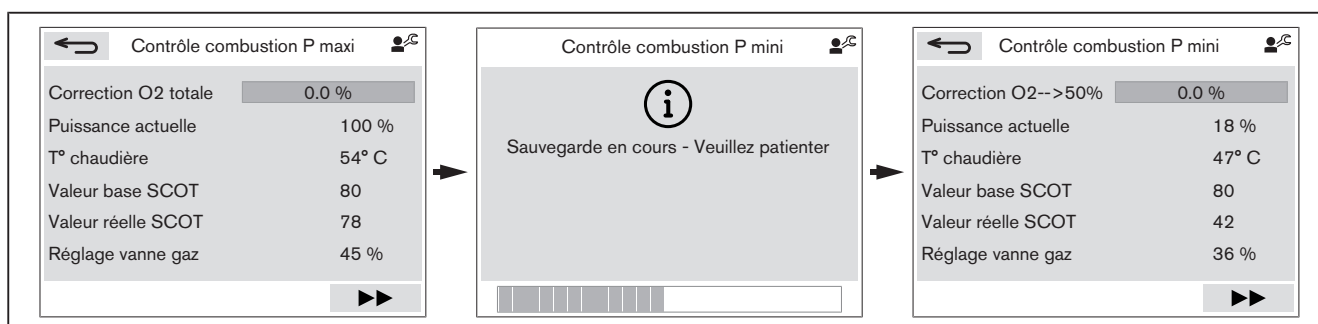 Contrôle combustion P maxi
Correction O2 totale 0.0 %
Puissance actuelle 100 %
T° chaudière 54° C
Valeur base SCOT 80
Valeur réelle SCOT 78
Réglage vanne gaz 45 %
Contrôle combustion P mini
Sauvegarde en cours - Veuillez patienter
Contrôle combustion P mini
Correction O2-->50% 0.0 %
Puissance actuelle 18 %
T° chaudière 47° C
Valeur base SCOT 80
Valeur réelle SCOT 42
Réglage vanne gaz 36 %